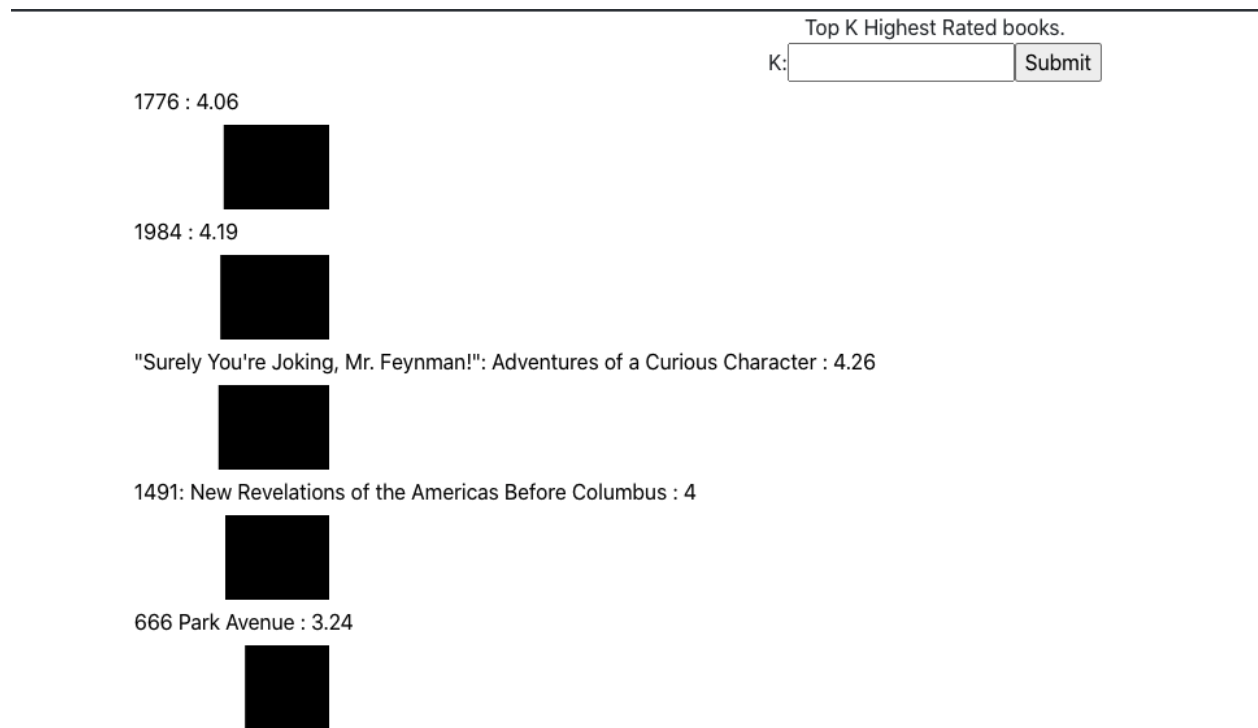 Top K Highest Rated books.
K: Submit
1776 : 4.06
1984 : 4.19
"Surely You're Joking, Mr. Feynman!": Adventures of a Curious Character : 4.26
1491: New Revelations of the Americas Before Columbus : 4
666 Park Avenue : 3.24